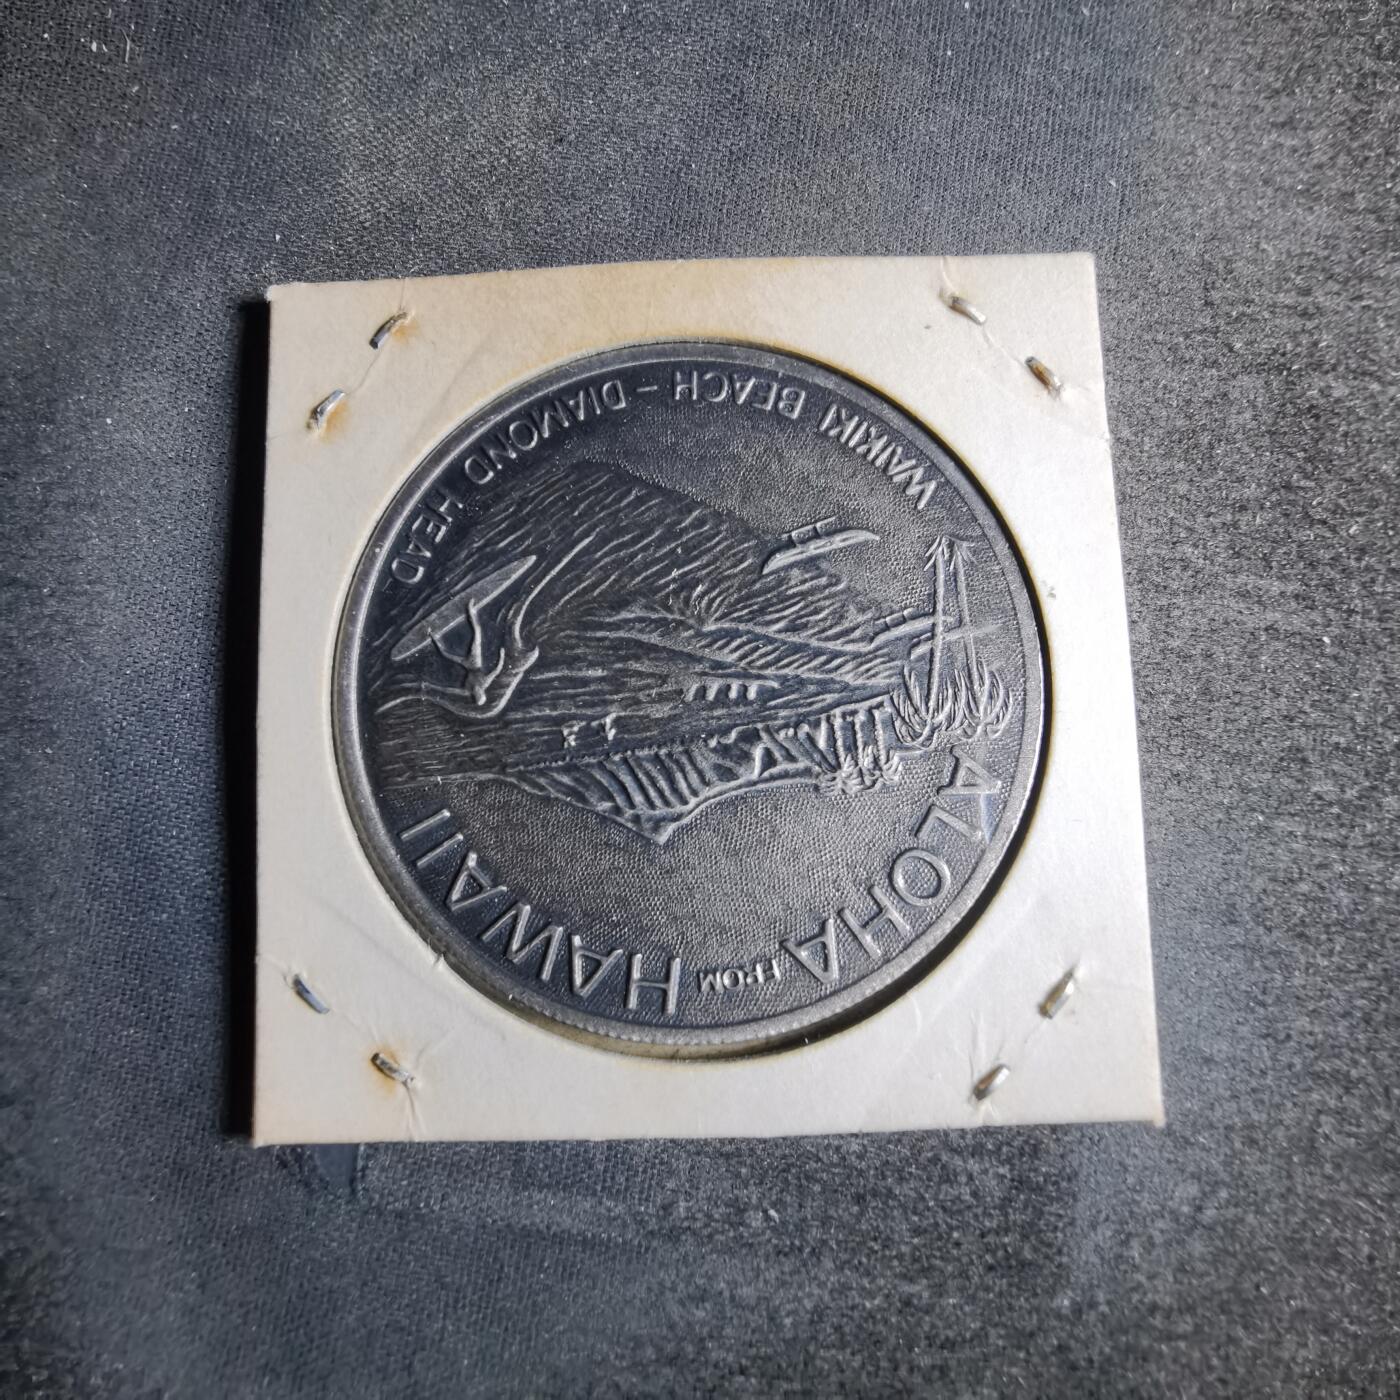 ALOHA FROM HAWAII
WAIKIKI BEACH – DIAMOND HEAD